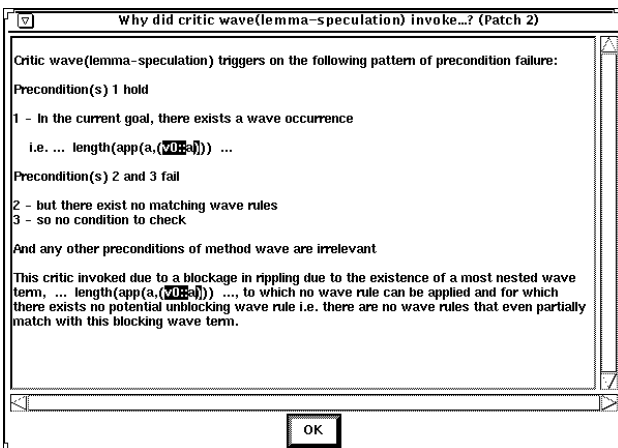 Why did critic wave(lemma-speculation) invoke...? (Patch 2)
Critic wave(lemma-speculation) triggers on the following pattern of precondition failure:
Precondition(s) 1 hold
1 - In the current goal, there exists a wave occurrence
i.e. ... length(app(a,(v0::a))) ...
Precondition(s) 2 and 3 fail
2 - but there exist no matching wave rules
3 - so no condition to check
And any other preconditions of method wave are irrelevant
This critic invoked due to a blockage in rippling due to the existence of a most nested wave
term, ... length(app(a,(v0::a))) ..., to which no wave rule can be applied and for which
there exists no potential unblocking wave rule i.e. there are no wave rules that even partially
match with this blocking wave term.
OK